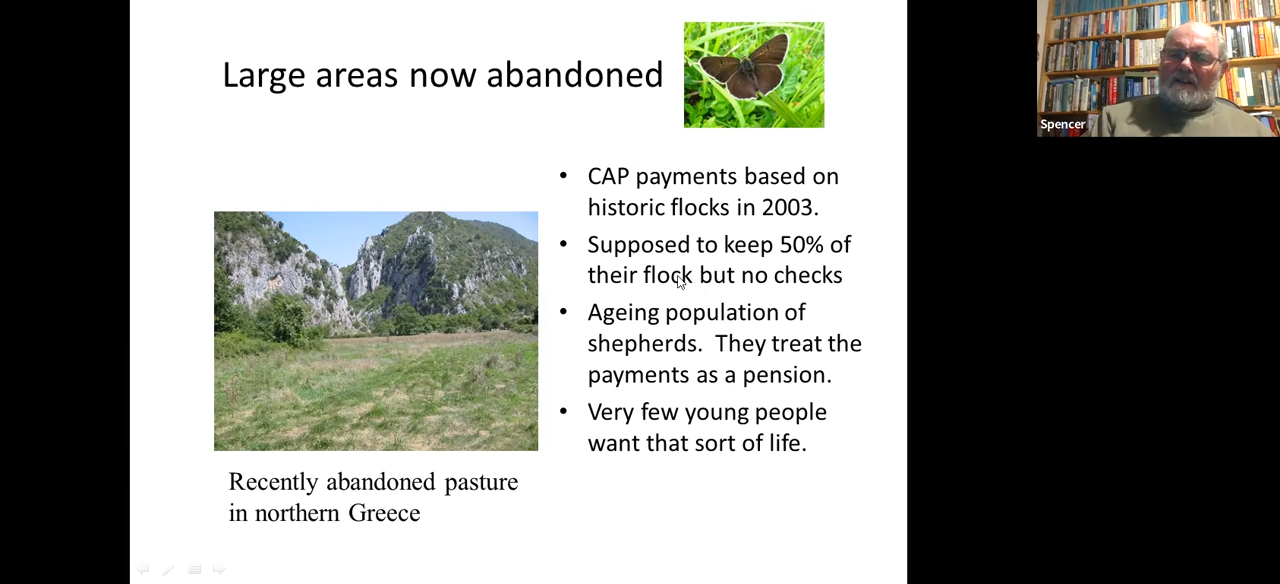 Large areas now abandoned
Spencer
• CAP payments based on
historic flocks in 2003.
• Supposed to keep 50% of
their flock but no checks
• Ageing population of
shepherds.  They treat the
payments as a pension.
• Very few young people
want that sort of life.
Recently abandoned pasture
in northern Greece